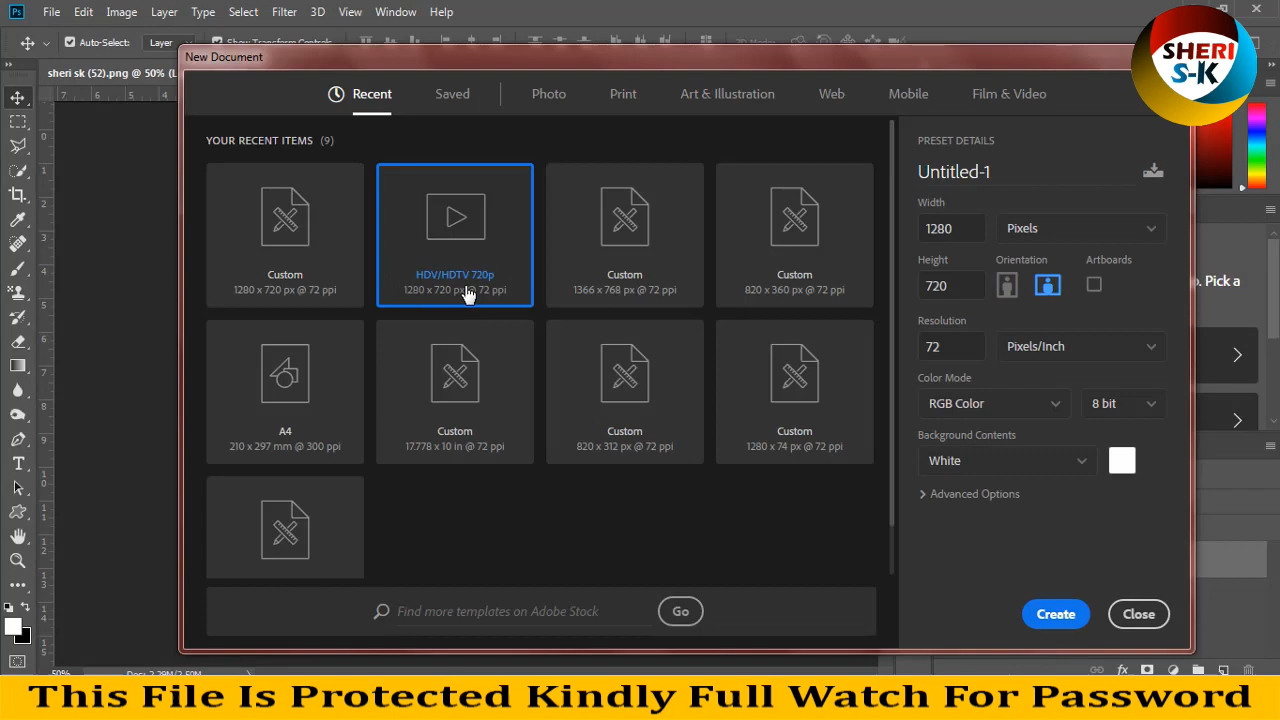 Ps File Edit Image Layer Type Select Filter 3D View Window Help
Auto-Select: Layer Show Transform Controls
SHERI
S-K
New Document
sheri sk (52).png @ 50% (L
Recent Saved Photo Print Art & Illustration Web Mobile Film & Video
YOUR RECENT ITEMS (9)
Custom
1280 x 720 px @ 72 ppi
HDV/HDTV 720p
1280 x 720 px @ 72 ppi
Custom
1366 x 768 px @ 72 ppi
Custom
820 x 360 px @ 72 ppi
A4
210 x 297 mm @ 300 ppi
Custom
17.778 x 10 in @ 72 ppi
Custom
820 x 312 px @ 72 ppi
Custom
1280 x 74 px @ 72 ppi
Find more templates on Adobe Stock Go
PRESET DETAILS
Untitled-1
Width
1280 Pixels
Height Orientation Artboards
720
Resolution
72 Pixels/Inch
Color Mode
RGB Color 8 bit
Background Contents
White
Advanced Options
Create Close
Pick a
50%
This File Is Protected Kindly Full Watch For Password